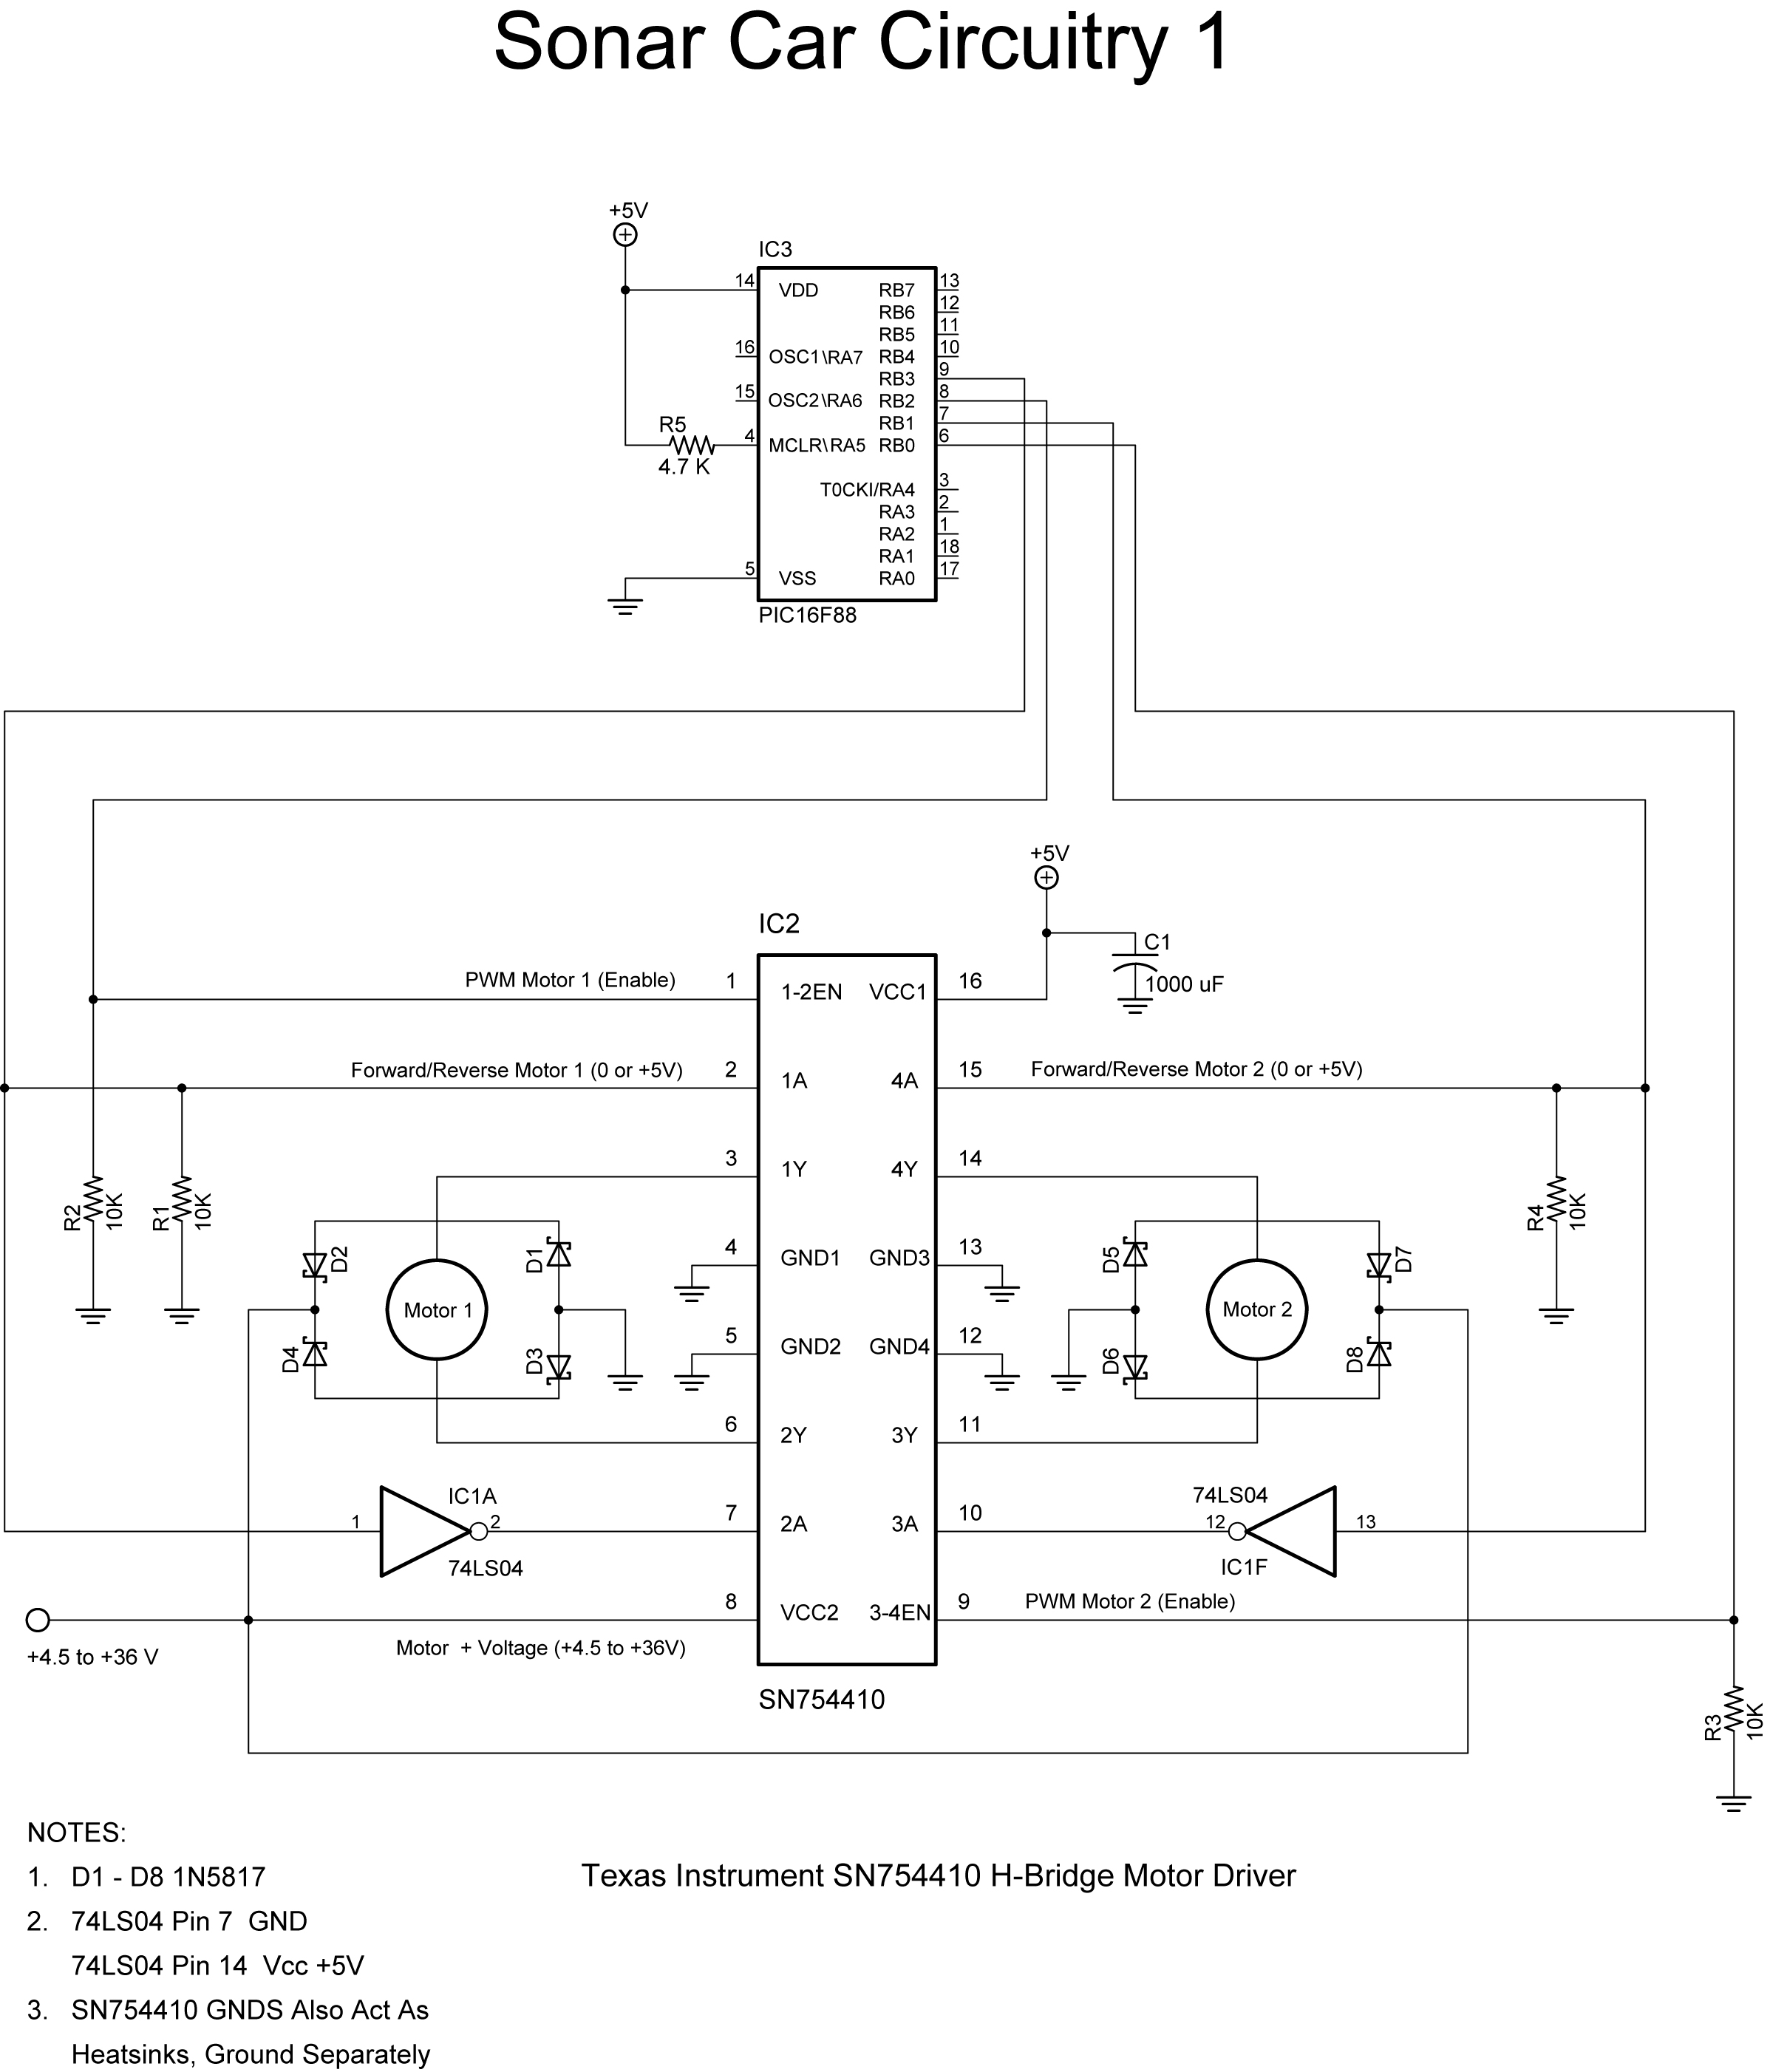 Sonar Car Circuitry 1
+5V
IC3
14 VDD RB7 13
RB6 12
RB5 11
16 OSC1\RA7 RB4 10
RB3 9
15 OSC2\RA6 RB2 8
RB1 7
R5
4 MCLR\RA5 RB0 6
4.7 K
T0CKI/RA4 3
RA3 2
RA2 1
RA1 18
5 VSS RA0 17
PIC16F88
+5V
IC2
C1
1000 uF
PWM Motor 1 (Enable) 1 1-2EN VCC1 16
Forward/Reverse Motor 1 (0 or +5V) 2 1A 4A 15 Forward/Reverse Motor 2 (0 or +5V)
3 1Y 4Y 14
R2 10K R1 10K
R4 10K
D2 D1 D5 D7
4 GND1 GND3 13
Motor 1 Motor 2
5 GND2 GND4 12
D4 D3 D6 D8
6 2Y 3Y 11
IC1A 74LS04
1 2 7 2A 3A 10 12 13
74LS04 IC1F
8 VCC2 3-4EN 9 PWM Motor 2 (Enable)
+4.5 to +36 V
Motor + Voltage (+4.5 to +36V)
SN754410
R3 10K
NOTES:
1. D1 - D8 1N5817
Texas Instrument SN754410 H-Bridge Motor Driver
2. 74LS04 Pin 7 GND
74LS04 Pin 14 Vcc +5V
3. SN754410 GNDS Also Act As
Heatsinks, Ground Separately